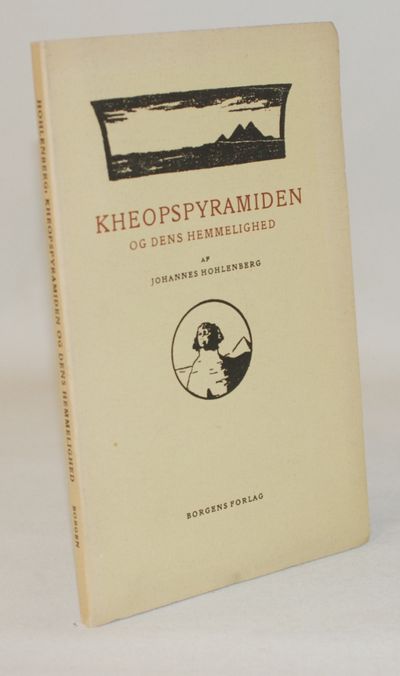 HOHLENBERG: KHEOPSPYRAMIDEN OG DENS HEMMELIGHED BORGEN
KHEOPSPYRAMIDEN
OG DENS HEMMELIGHED
AF
JOHANNES HOHLENBERG
BORGENS FORLAG